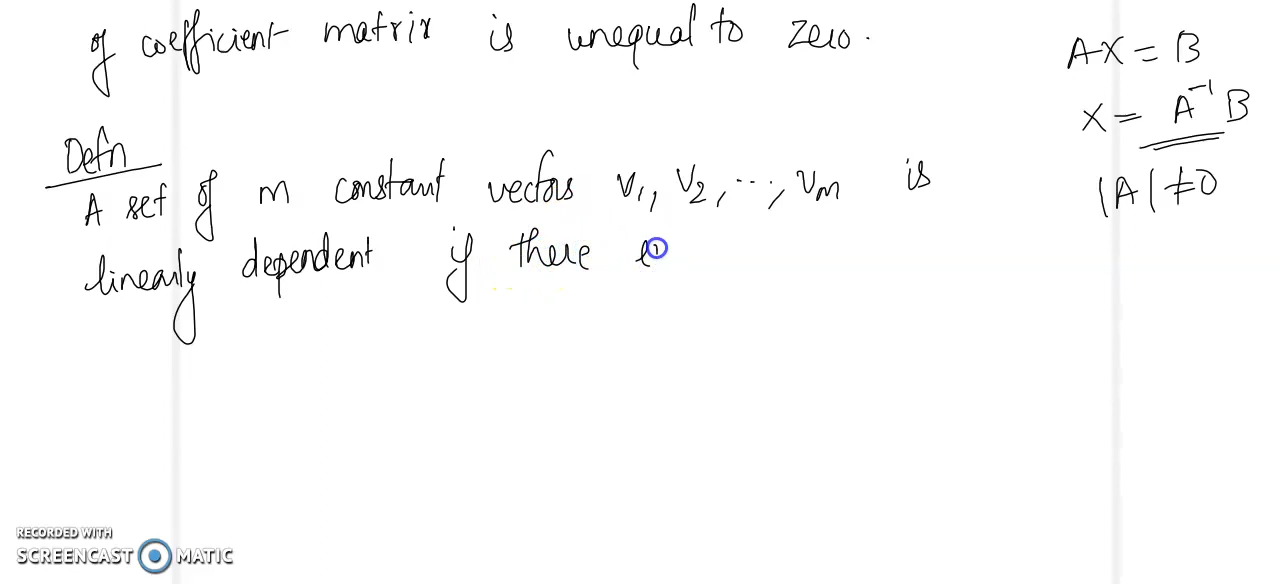 of coefficient matrix is unequal to zero.
AX = B
X = A⁻¹ B
|A| ≠ 0
Defn
A set of m constant vectors v₁, v₂, ..., vₘ is
linearly dependent if there
RECORDED WITH
SCREENCAST MATIC